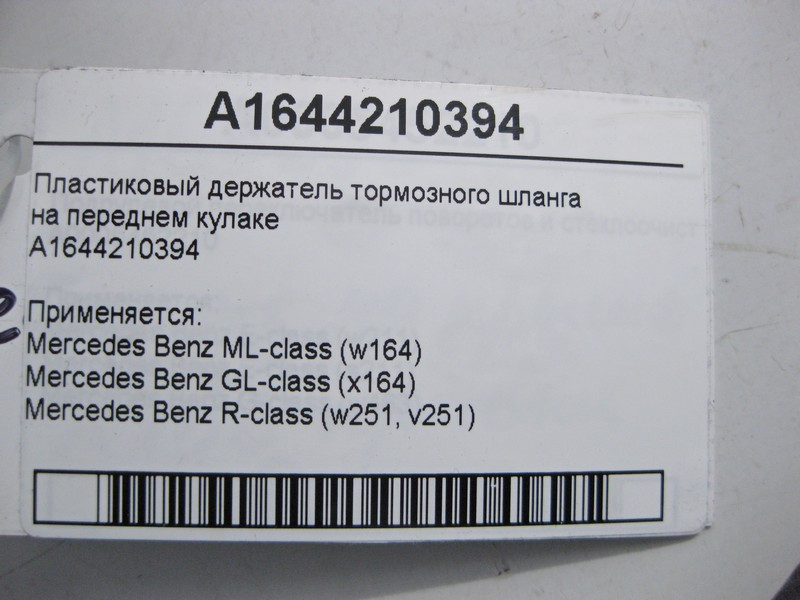 A1644210394
Пластиковый держатель тормозного шланга
на переднем кулаке
A1644210394
Применяется:
Mercedes Benz ML-class (w164)
Mercedes Benz GL-class (x164)
Mercedes Benz R-class (w251, v251)